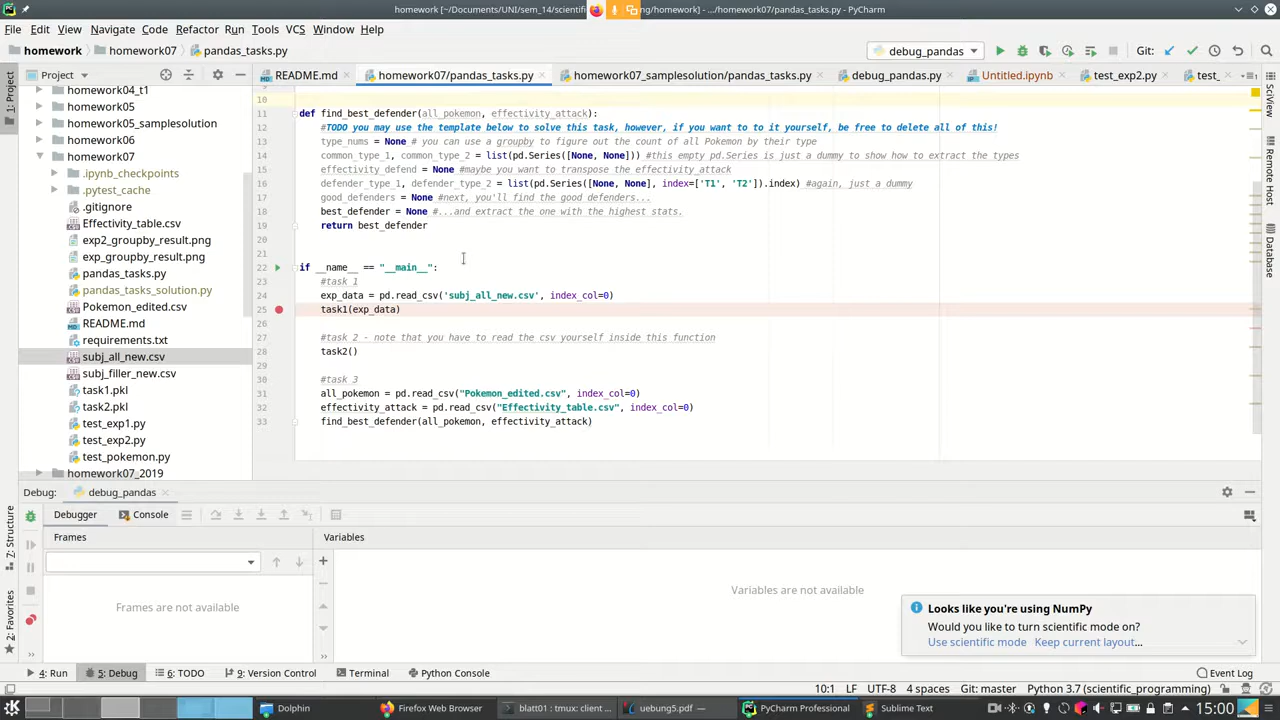 homework [~/Documents/UNI/sem_14/scientifi ng/homework] - .../homework07/pandas_tasks.py - PyCharm
File Edit View Navigate Code Refactor Run Tools VCS Window Help
homework homework07 pandas_tasks.py debug_pandas Git:
Project README.md homework07/pandas_tasks.py homework07_samplesolution/pandas_tasks.py debug_pandas.py Untitled.ipynb test_exp2.py test_
1: Project
7: Structure
2: Favorites
SciView
Remote Host
Database
homework04_t1
homework05
homework05_samplesolution
homework06
homework07
.ipynb_checkpoints
.pytest_cache
.gitignore
Effectivity_table.csv
exp2_groupby_result.png
exp_groupby_result.png
pandas_tasks.py
pandas_tasks_solution.py
Pokemon_edited.csv
README.md
requirements.txt
subj_all_new.csv
subj_filler_new.csv
task1.pkl
task2.pkl
test_exp1.py
test_exp2.py
test_pokemon.py
homework07_2019
10
11 def find_best_defender(all_pokemon, effectivity_attack):
12 #TODO you may use the template below to solve this task, however, if you want to to it yourself, be free to delete all of this!
13 type_nums = None # you can use a groupby to figure out the count of all Pokemon by their type
14 common_type_1, common_type_2 = list(pd.Series([None, None])) #this empty pd.Series is just a dummy to show how to extract the types
15 effectivity_defend = None #maybe you want to transpose the effectivity_attack
16 defender_type_1, defender_type_2 = list(pd.Series([None, None], index=['T1', 'T2']).index) #again, just a dummy
17 good_defenders = None #next, you'll find the good defenders...
18 best_defender = None #...and extract the one with the highest stats.
19 return best_defender
20
21
22 if __name__ == "__main__":
23 #task 1
24 exp_data = pd.read_csv('subj_all_new.csv', index_col=0)
25 task1(exp_data)
26
27 #task 2 - note that you have to read the csv yourself inside this function
28 task2()
29
30 #task 3
31 all_pokemon = pd.read_csv("Pokemon_edited.csv", index_col=0)
32 effectivity_attack = pd.read_csv("Effectivity_table.csv", index_col=0)
33 find_best_defender(all_pokemon, effectivity_attack)
Debug: debug_pandas
Debugger Console
Frames Variables
Frames are not available
Variables are not available
Looks like you're using NumPy
Would you like to turn scientific mode on?
Use scientific mode Keep current layout...
4: Run 5: Debug 6: TODO 9: Version Control Terminal Python Console Event Log
10:1 LF UTF-8 4 spaces Git: master Python 3.7 (scientific_programming)
Dolphin Firefox Web Browser blatt01 : tmux: client ... uebung5.pdf PyCharm Professional Sublime Text 15:00